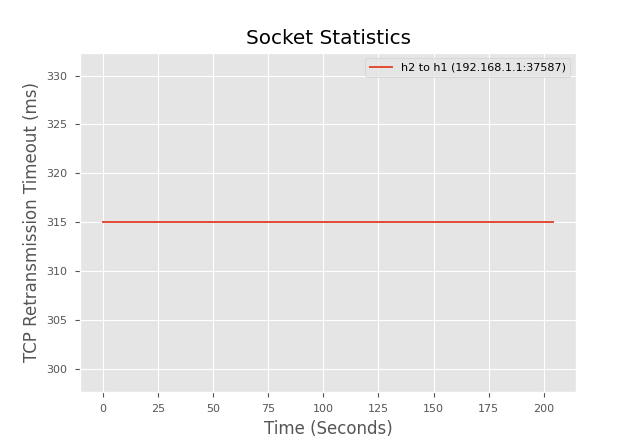 Socket Statistics
h2 to h1 (192.168.1.1:37587)
TCP Retransmission Timeout (ms)
330
325
320
315
310
305
300
0 25 50 75 100 125 150 175 200
Time (Seconds)